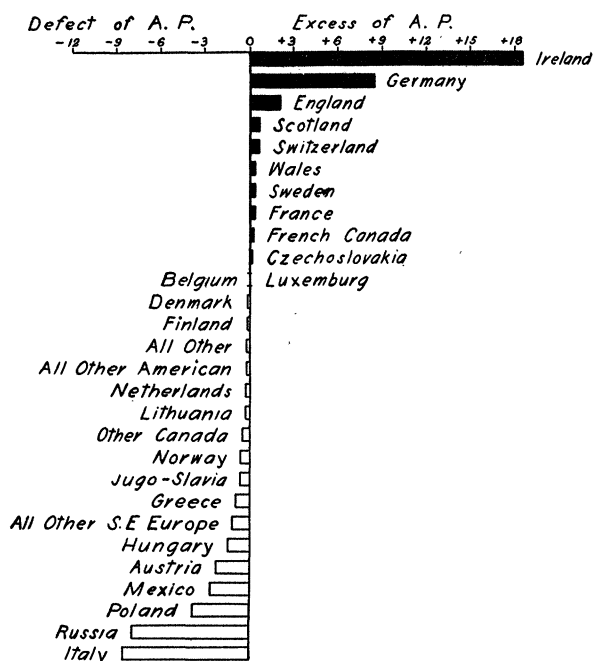 Defect of A. P. Excess of A. P.
-12 -9 -6 -3 0 +3 +6 +9 +12 +15 +18
Ireland
Germany
England
Scotland
Switzerland
Wales
Sweden
France
French Canada
Czechoslovakia
Belgium Luxemburg
Denmark
Finland
All Other
All Other American
Netherlands
Lithuania
Other Canada
Norway
Jugo-Slavia
Greece
All Other S.E Europe
Hungary
Austria
Mexico
Poland
Russia
Italy